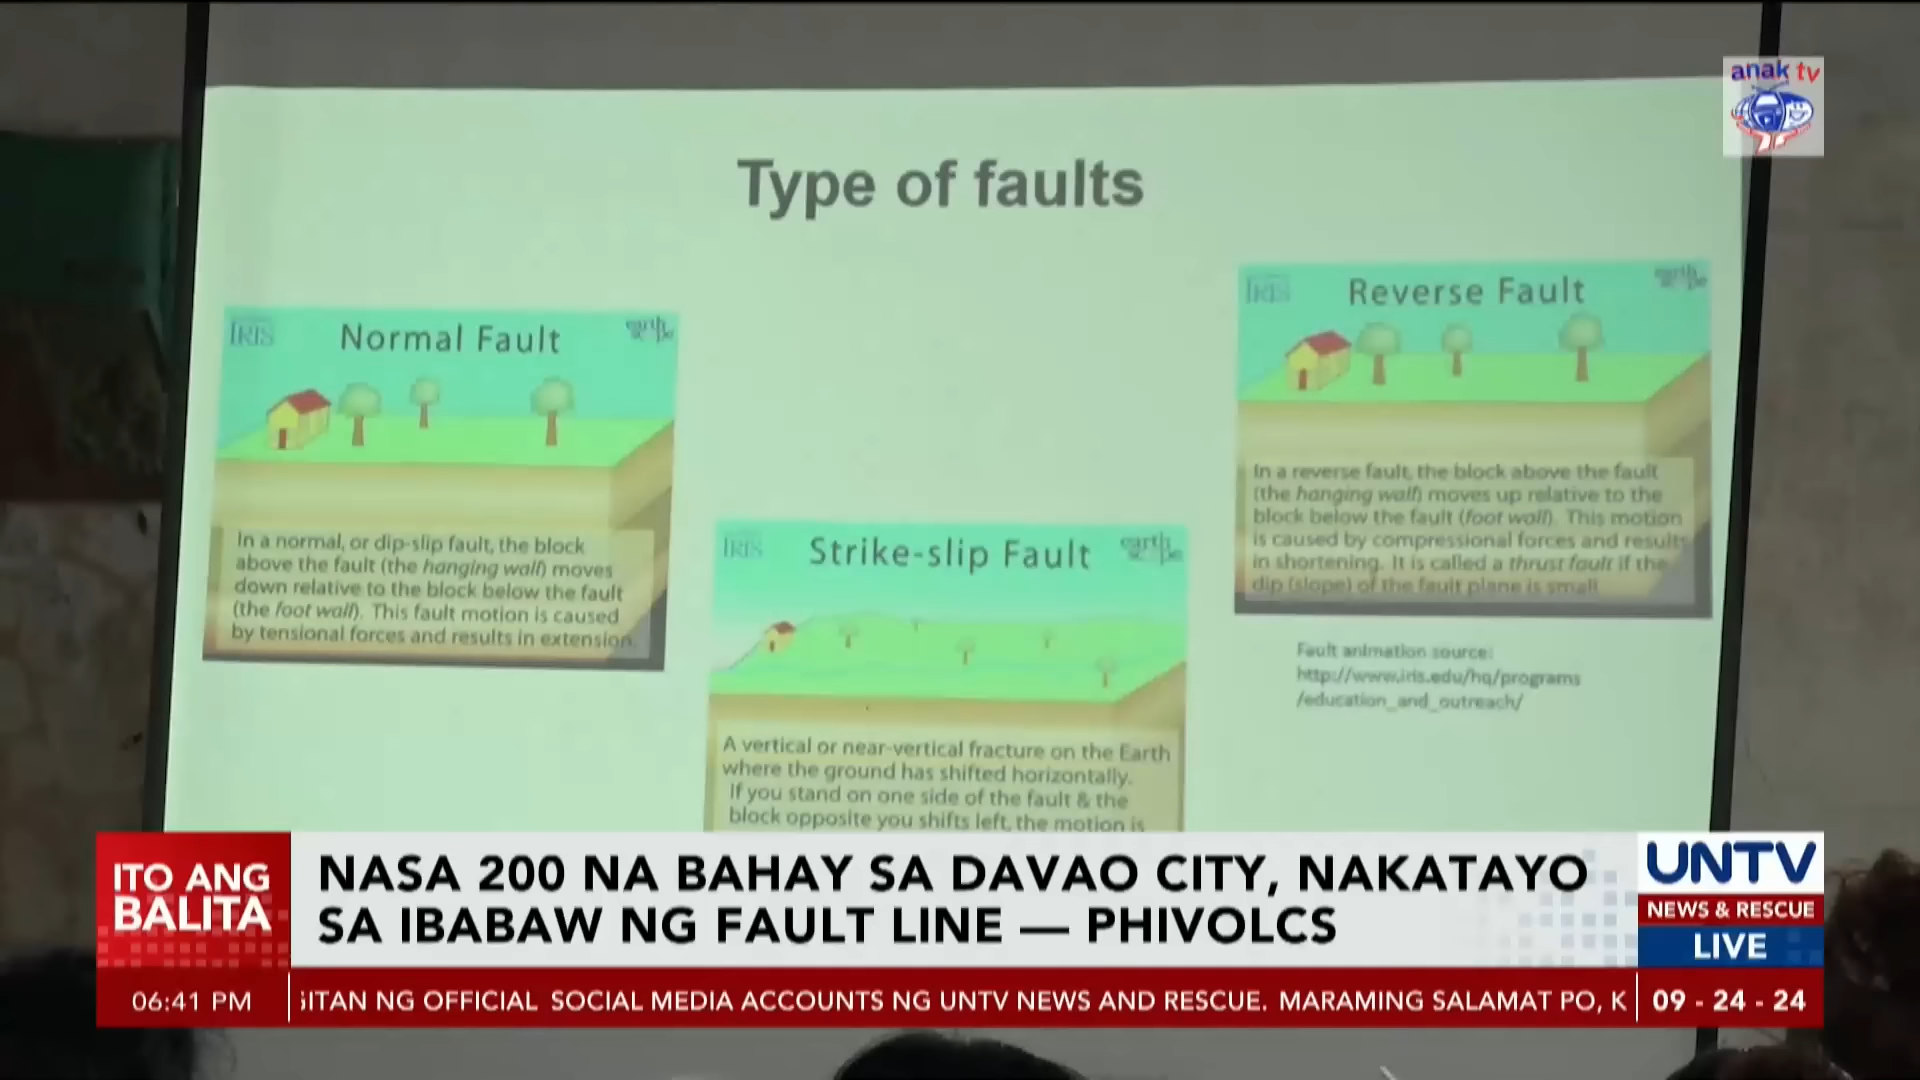 anak tv
Type of faults
IRIS
Normal Fault
earth
In a normal, or dip-slip fault, the block
above the fault (the hanging wall) moves
down relative to the block below the fault
(the foot wall). This fault motion is caused
by tensional forces and results in extension.
IRIS
Strike-slip Fault
earth
A vertical or near-vertical fracture on the Earth
where the ground has shifted horizontally.
If you stand on one side of the fault & the
block opposite you shifts left, the motion is
IRIS
Reverse Fault
earth
In a reverse fault, the block above the fault
(the hanging wall) moves up relative to the
block below the fault (foot wall). This motion
is caused by compressional forces and results
in shortening. It is called a thrust fault if the
dip (slope) of the fault plane is small
Fault animation source:
http://www.iris.edu/hq/programs
/education_and_outreach/
ITO ANG
BALITA
NASA 200 NA BAHAY SA DAVAO CITY, NAKATAYO
SA IBABAW NG FAULT LINE — PHIVOLCS
UNTV
NEWS & RESCUE
LIVE
06:41 PM
GITAN NG OFFICIAL SOCIAL MEDIA ACCOUNTS NG UNTV NEWS AND RESCUE. MARAMING SALAMAT PO, K
09 - 24 - 24